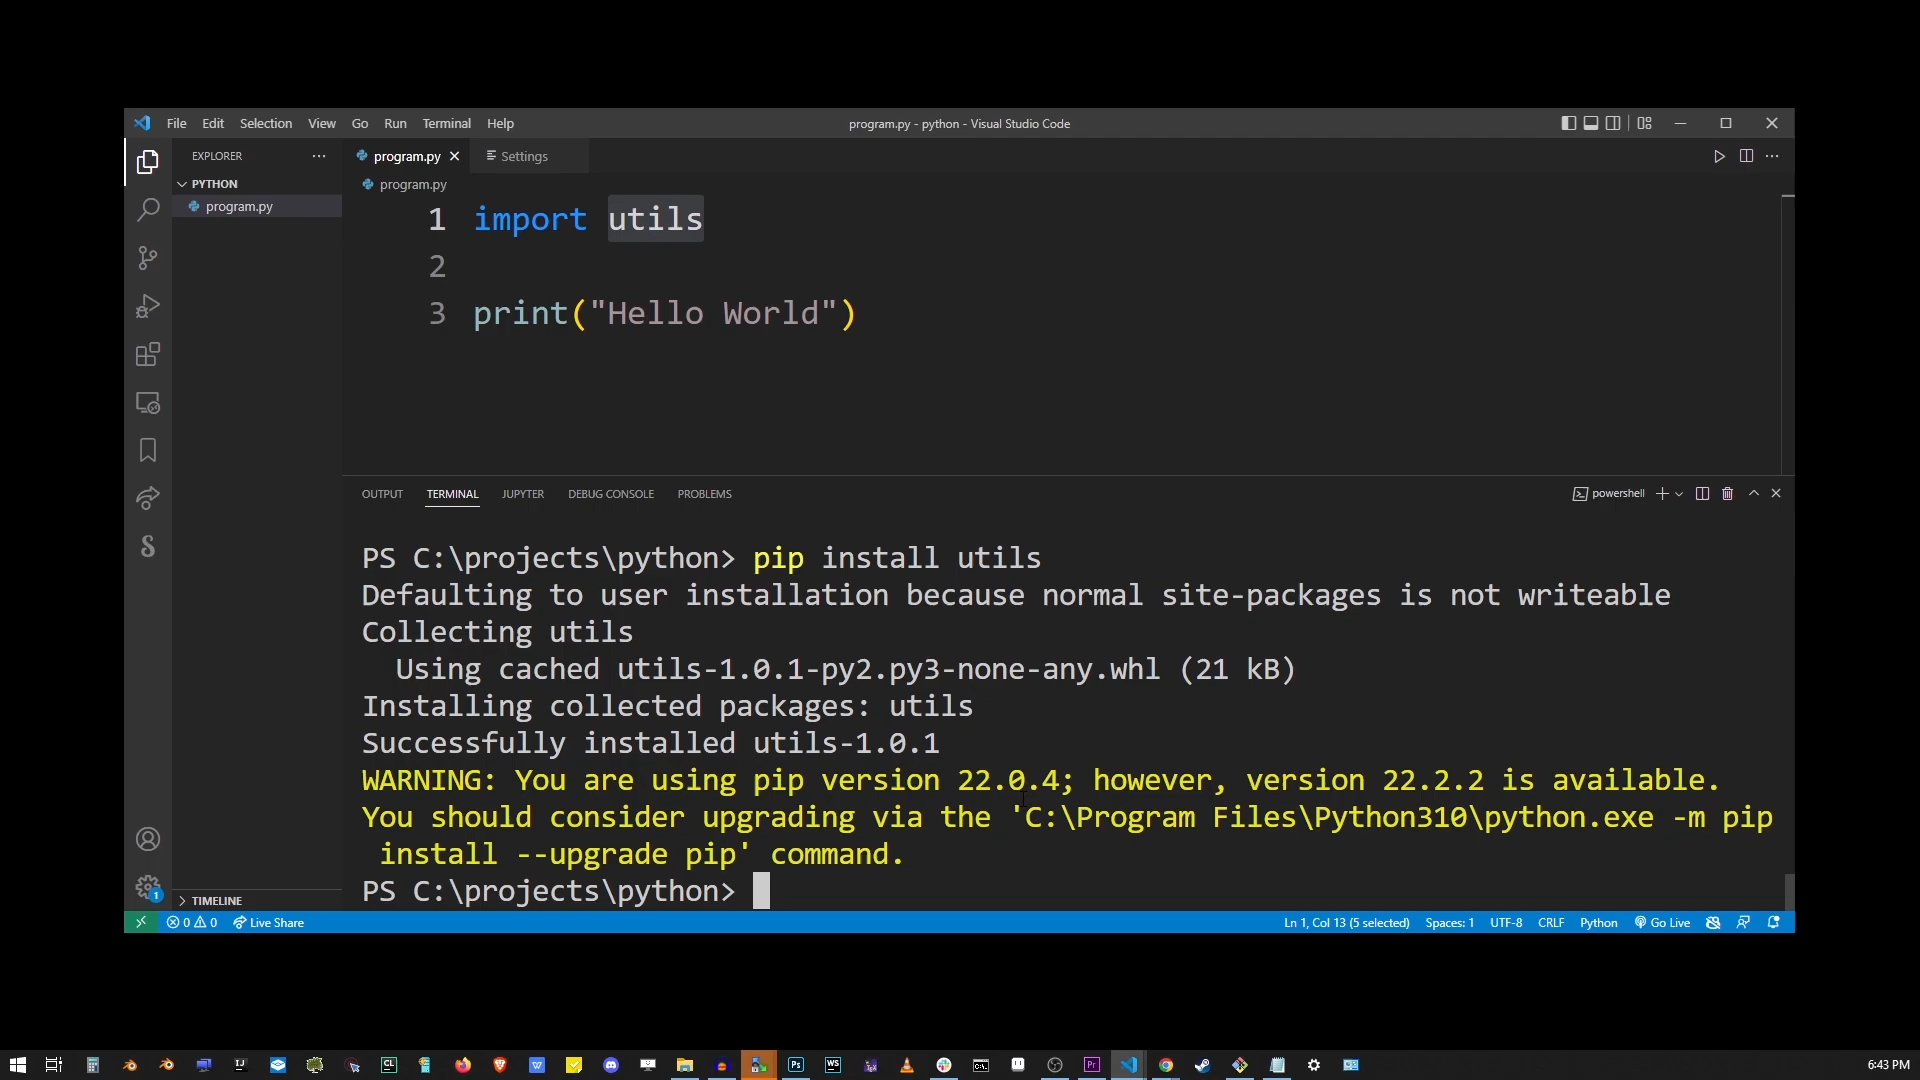 File Edit Selection View Go Run Terminal Help
program.py - python - Visual Studio Code
EXPLORER
program.py
Settings
PYTHON
program.py
program.py
1 import utils
2
3 print("Hello World")
OUTPUT TERMINAL JUPYTER DEBUG CONSOLE PROBLEMS
powershell
PS C:\projects\python> pip install utils
Defaulting to user installation because normal site-packages is not writeable
Collecting utils
Using cached utils-1.0.1-py2.py3-none-any.whl (21 kB)
Installing collected packages: utils
Successfully installed utils-1.0.1
WARNING: You are using pip version 22.0.4; however, version 22.2.2 is available.
You should consider upgrading via the 'C:\Program Files\Python310\python.exe -m pip
install --upgrade pip' command.
PS C:\projects\python>
1
TIMELINE
0 0 Live Share
Ln 1, Col 13 (5 selected) Spaces: 1 UTF-8 CRLF Python Go Live
IJ CL W Ps WS Pr
6:43 PM